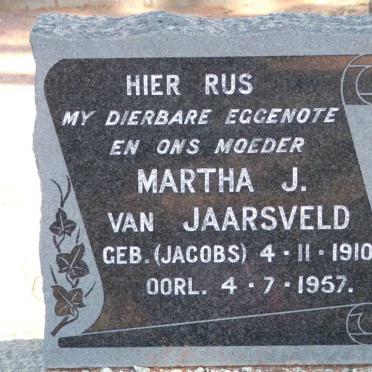 HIER RUS
MY DIERBARE EGGENOTE
EN ONS MOEDER
MARTHA J.
VAN JAARSVELD
GEB. (JACOBS) 4 · 11 · 1910
OORL. 4 · 7 · 1957.